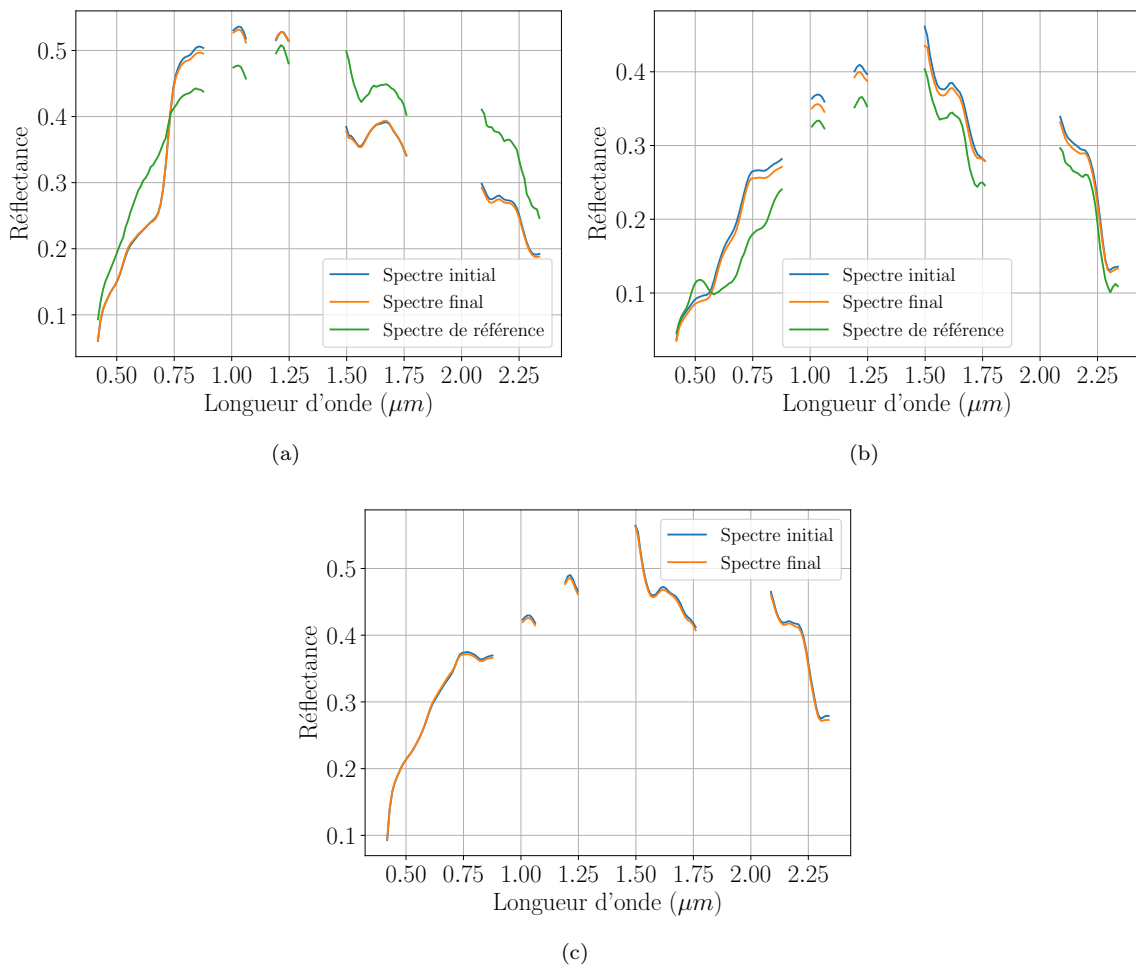 0.5
0.4
0.3
0.2
0.1
Réflectance
Spectre initial
Spectre final
Spectre de référence
0.50 0.75 1.00 1.25 1.50 1.75 2.00 2.25
Longueur d'onde (μm)
(a)
0.4
0.3
0.2
0.1
Réflectance
Spectre initial
Spectre final
Spectre de référence
0.50 0.75 1.00 1.25 1.50 1.75 2.00 2.25
Longueur d'onde (μm)
(b)
Spectre initial
Spectre final
0.5
0.4
0.3
0.2
0.1
Réflectance
0.50 0.75 1.00 1.25 1.50 1.75 2.00 2.25
Longueur d'onde (μm)
(c)